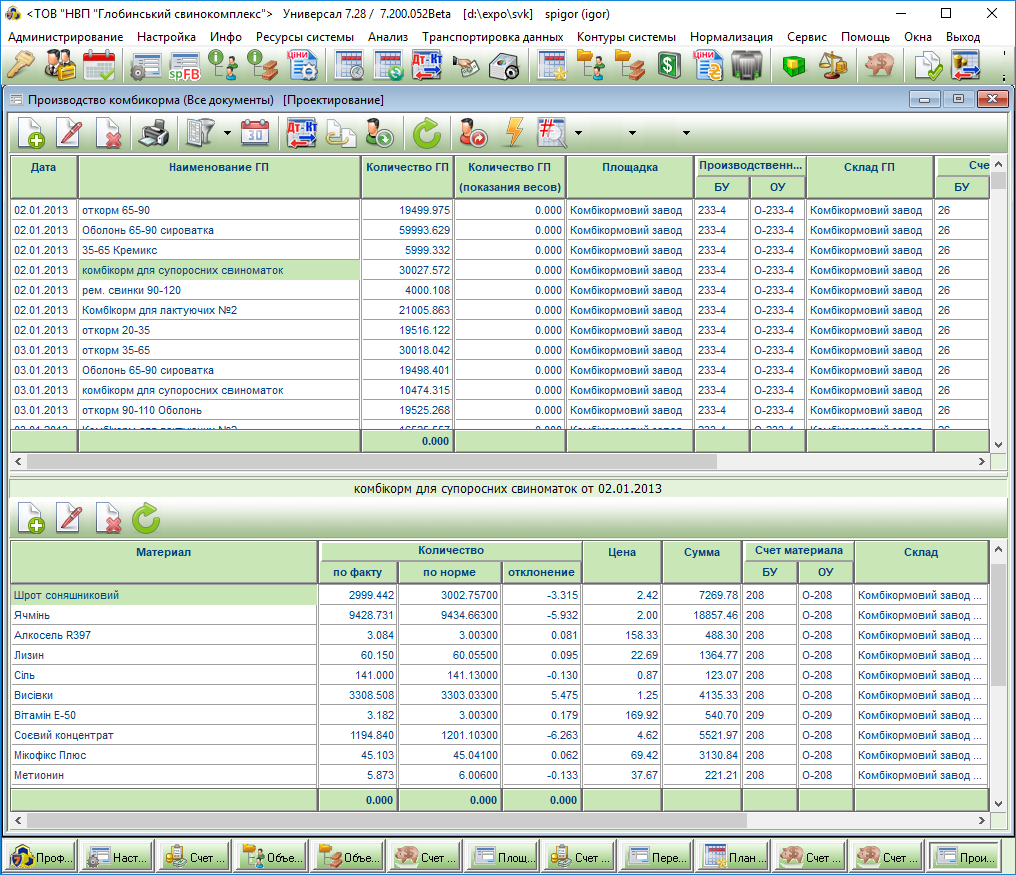 <ТОВ "НВП "Глобинський свинокомплекс"> Универсал 7.28 / 7.200.052Beta [d:\expo\svk] spigor (igor)
Администрирование Настройка Инфо Ресурсы системы Анализ Транспортировка данных Контуры системы Нормализация Сервис Помощь Окна Выход
Производство комбикорма (Все документы) [Проектирование]
Дата Наименование ГП Количество ГП Количество ГП (показания весов) Площадка Производственн... Склад ГП Сче
БУ ОУ БУ
02.01.2013 откорм 65-90 19499.975 0.000 Комбікормовий завод 233-4 О-233-4 Комбікормовий завод 26
02.01.2013 Оболонь 65-90 сироватка 59993.629 0.000 Комбікормовий завод 233-4 О-233-4 Комбікормовий завод 26
02.01.2013 35-65 Кремикс 5999.332 0.000 Комбікормовий завод 233-4 О-233-4 Комбікормовий завод 26
02.01.2013 комбікорм для супоросних свиноматок 30027.572 0.000 Комбікормовий завод 233-4 О-233-4 Комбікормовий завод 26
02.01.2013 рем. свинки 90-120 4000.108 0.000 Комбікормовий завод 233-4 О-233-4 Комбікормовий завод 26
02.01.2013 Комбікорм для лактуючих №2 21005.863 0.000 Комбікормовий завод 233-4 О-233-4 Комбікормовий завод 26
02.01.2013 откорм 20-35 19516.122 0.000 Комбікормовий завод 233-4 О-233-4 Комбікормовий завод 26
03.01.2013 откорм 35-65 30018.042 0.000 Комбікормовий завод 233-4 О-233-4 Комбікормовий завод 26
03.01.2013 Оболонь 65-90 сироватка 19498.401 0.000 Комбікормовий завод 233-4 О-233-4 Комбікормовий завод 26
03.01.2013 комбікорм для супоросних свиноматок 10474.315 0.000 Комбікормовий завод 233-4 О-233-4 Комбікормовий завод 26
03.01.2013 откорм 90-110 Оболонь 19525.268 0.000 Комбікормовий завод 233-4 О-233-4 Комбікормовий завод 26
0.000
комбікорм для супоросних свиноматок от 02.01.2013
Материал Количество Цена Сумма Счет материала Склад
по факту по норме отклонение БУ ОУ
Шрот соняшниковий 2999.442 3002.75700 -3.315 2.42 7269.78 208 О-208 Комбікормовий завод ...
Ячмінь 9428.731 9434.66300 -5.932 2.00 18857.46 208 О-208 Комбікормовий завод ...
Алкосель R397 3.084 3.00300 0.081 158.33 488.30 208 О-208 Комбікормовий завод ...
Лизин 60.150 60.05500 0.095 22.69 1364.77 208 О-208 Комбікормовий завод ...
Сіль 141.000 141.13000 -0.130 0.87 123.07 208 О-208 Комбікормовий завод ...
Висівки 3308.508 3303.03300 5.475 1.25 4135.33 208 О-208 Комбікормовий завод ...
Вітамін Е-50 3.182 3.00300 0.179 169.92 540.70 209 О-209 Комбікормовий завод ...
Соєвий концентрат 1194.840 1201.10300 -6.263 4.62 5521.97 208 О-208 Комбікормовий завод ...
Мікофікс Плюс 45.103 45.04100 0.062 69.42 3130.84 208 О-208 Комбікормовий завод ...
Метионин 5.873 6.00600 -0.133 37.67 221.21 208 О-208 Комбікормовий завод ...
0.000 0.000 0.000
Проф... Наст... Счет ... Объе... Объе... Счет ... Площ... Счет ... Пере... План ... Счет ... Счет ... Прои...